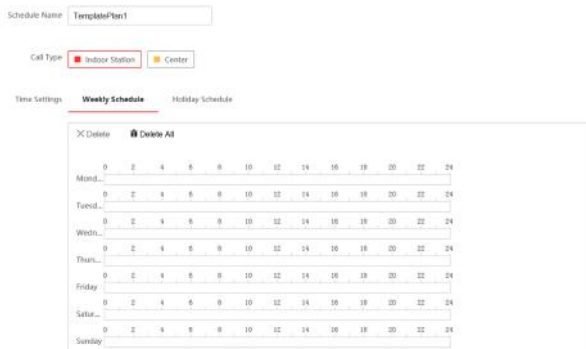 Schedule Name TemplatePlan1
Call Type Indoor Station Center
Time Settings Weekly Schedule Holiday Schedule
Delete Delete All
0 2 4 6 8 10 12 14 16 18 20 22 24
Mond...
0 2 4 6 8 10 12 14 16 18 20 22 24
Tuesd...
0 2 4 6 8 10 12 14 16 18 20 22 24
Wedn...
0 2 4 6 8 10 12 14 16 18 20 22 24
Thurs...
0 2 4 6 8 10 12 14 16 18 20 22 24
Friday
0 2 4 6 8 10 12 14 16 18 20 22 24
Satur...
0 2 4 6 8 10 12 14 16 18 20 22 24
Sunday